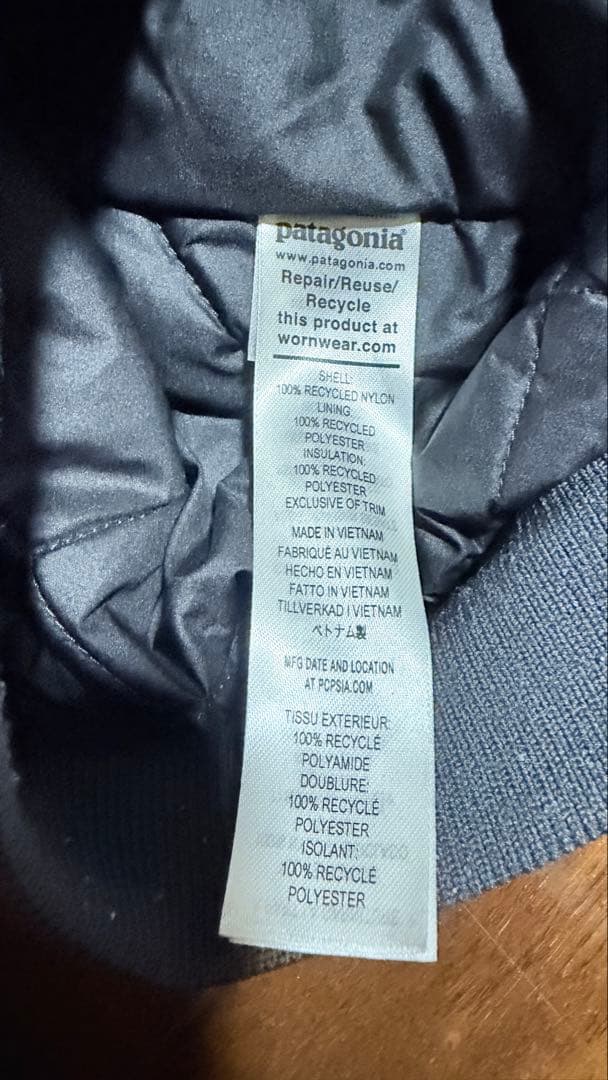 patagonia®
www.patagonia.com
Repair/Reuse/
Recycle
this product at
wornwear.com
SHELL:
100% RECYCLED NYLON
LINING:
100% RECYCLED
POLYESTER
INSULATION:
100% RECYCLED
POLYESTER
EXCLUSIVE OF TRIM
MADE IN VIETNAM
FABRIQUÉ AU VIETNAM
HECHO EN VIETNAM
FATTO IN VIETNAM
TILLVERKAD I VIETNAM
ベトナム製
MFG DATE AND LOCATION
AT PCPSIA.COM
TISSU EXTERIEUR:
100% RECYCLÉ
POLYAMIDE
DOUBLURE:
100% RECYCLÉ
POLYESTER
ISOLANT:
100% RECYCLÉ
POLYESTER